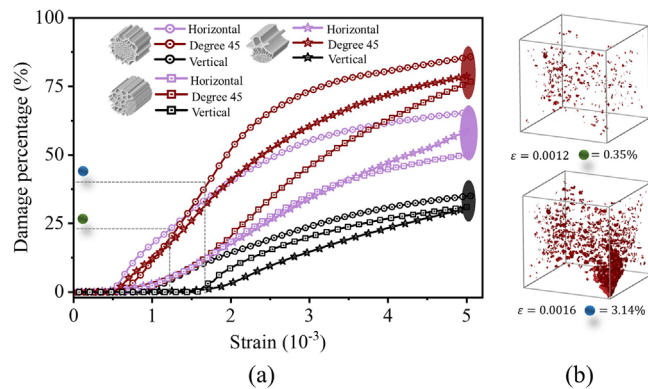 100
75
50
25
0
Damage percentage (%)
Horizontal
Degree 45
Vertical
Horizontal
Degree 45
Vertical
Horizontal
Degree 45
Vertical
0 1 2 3 4 5
Strain (10⁻³)
(a)
ε = 0.0012 = 0.35%
ε = 0.0016 = 3.14%
(b)